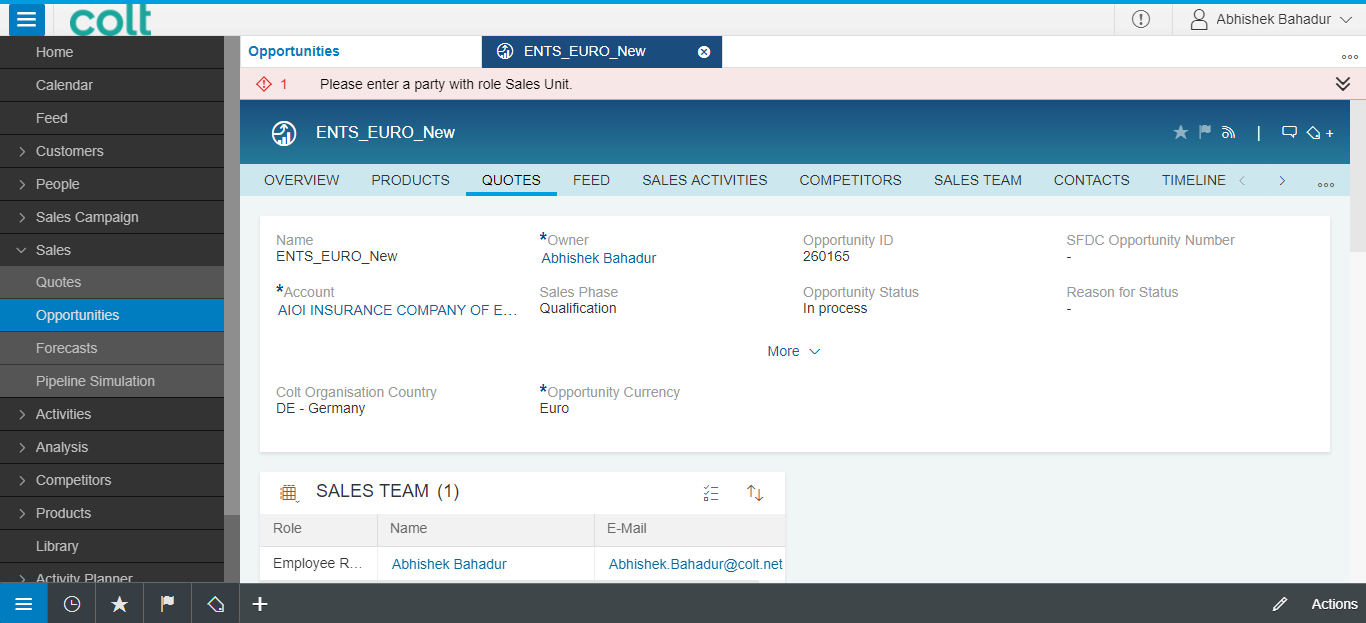 colt
Abhishek Bahadur
Home
Calendar
Feed
Customers
People
Sales Campaign
Sales
Quotes
Opportunities
Forecasts
Pipeline Simulation
Activities
Analysis
Competitors
Products
Library
Activity Planner
Opportunities
ENTS_EURO_New
1 Please enter a party with role Sales Unit.
ENTS_EURO_New
OVERVIEW PRODUCTS QUOTES FEED SALES ACTIVITIES COMPETITORS SALES TEAM CONTACTS TIMELINE
Name *Owner Opportunity ID SFDC Opportunity Number
ENTS_EURO_New Abhishek Bahadur 260165 -
*Account Sales Phase Opportunity Status Reason for Status
AIOI INSURANCE COMPANY OF E... Qualification In process -
More
Colt Organisation Country *Opportunity Currency
DE - Germany Euro
SALES TEAM (1)
Role Name E-Mail
Employee R... Abhishek Bahadur Abhishek.Bahadur@colt.net
Actions